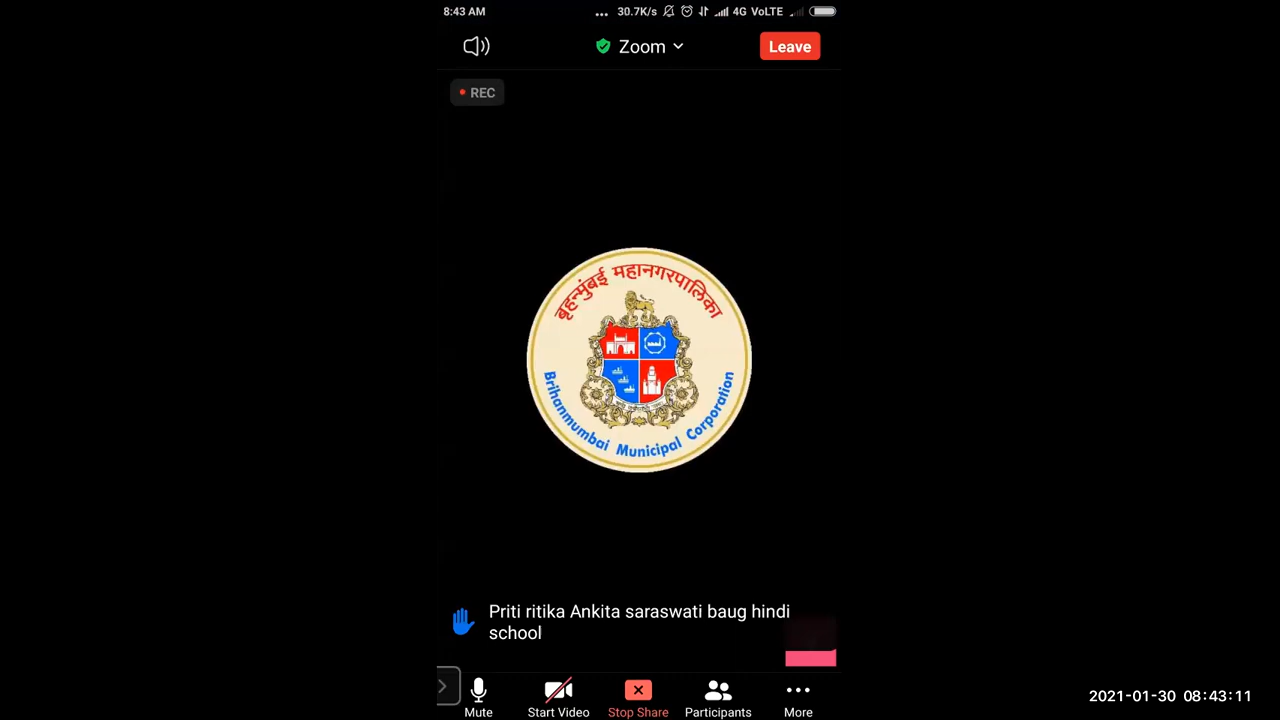 8:43 AM
... 30.7K/s 4G VoLTE
Zoom
Leave
REC
बृहन्मुंबई महानगरपालिका
Brihanmumbai Municipal Corporation
Priti ritika Ankita saraswati baug hindi
school
Mute
Start Video
Stop Share
Participants
More
2021-01-30 08:43:11